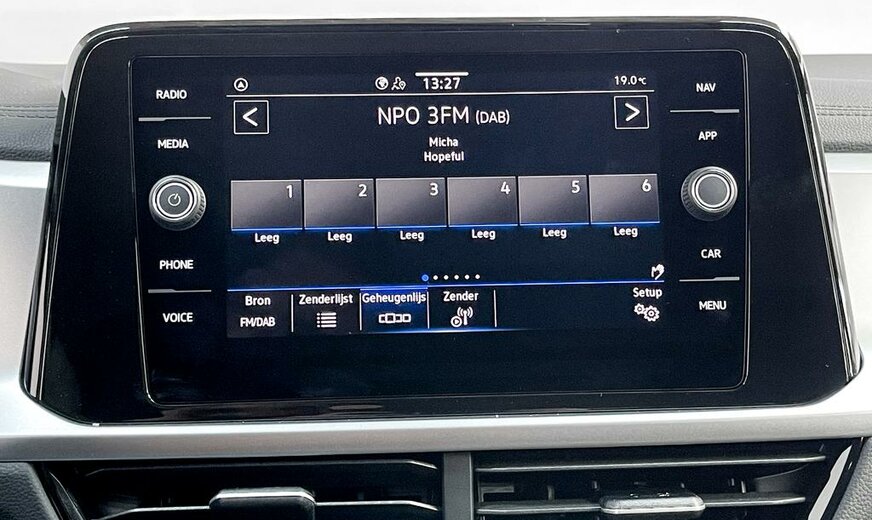 RADIO
MEDIA
PHONE
VOICE
13:27
19.0°C
NPO 3FM (DAB)
Micha
Hopeful
1 2 3 4 5 6
Leeg Leeg Leeg Leeg Leeg Leeg
Bron Zenderlijst Geheugenlijs Zender Setup
FM/DAB
NAV
APP
CAR
MENU